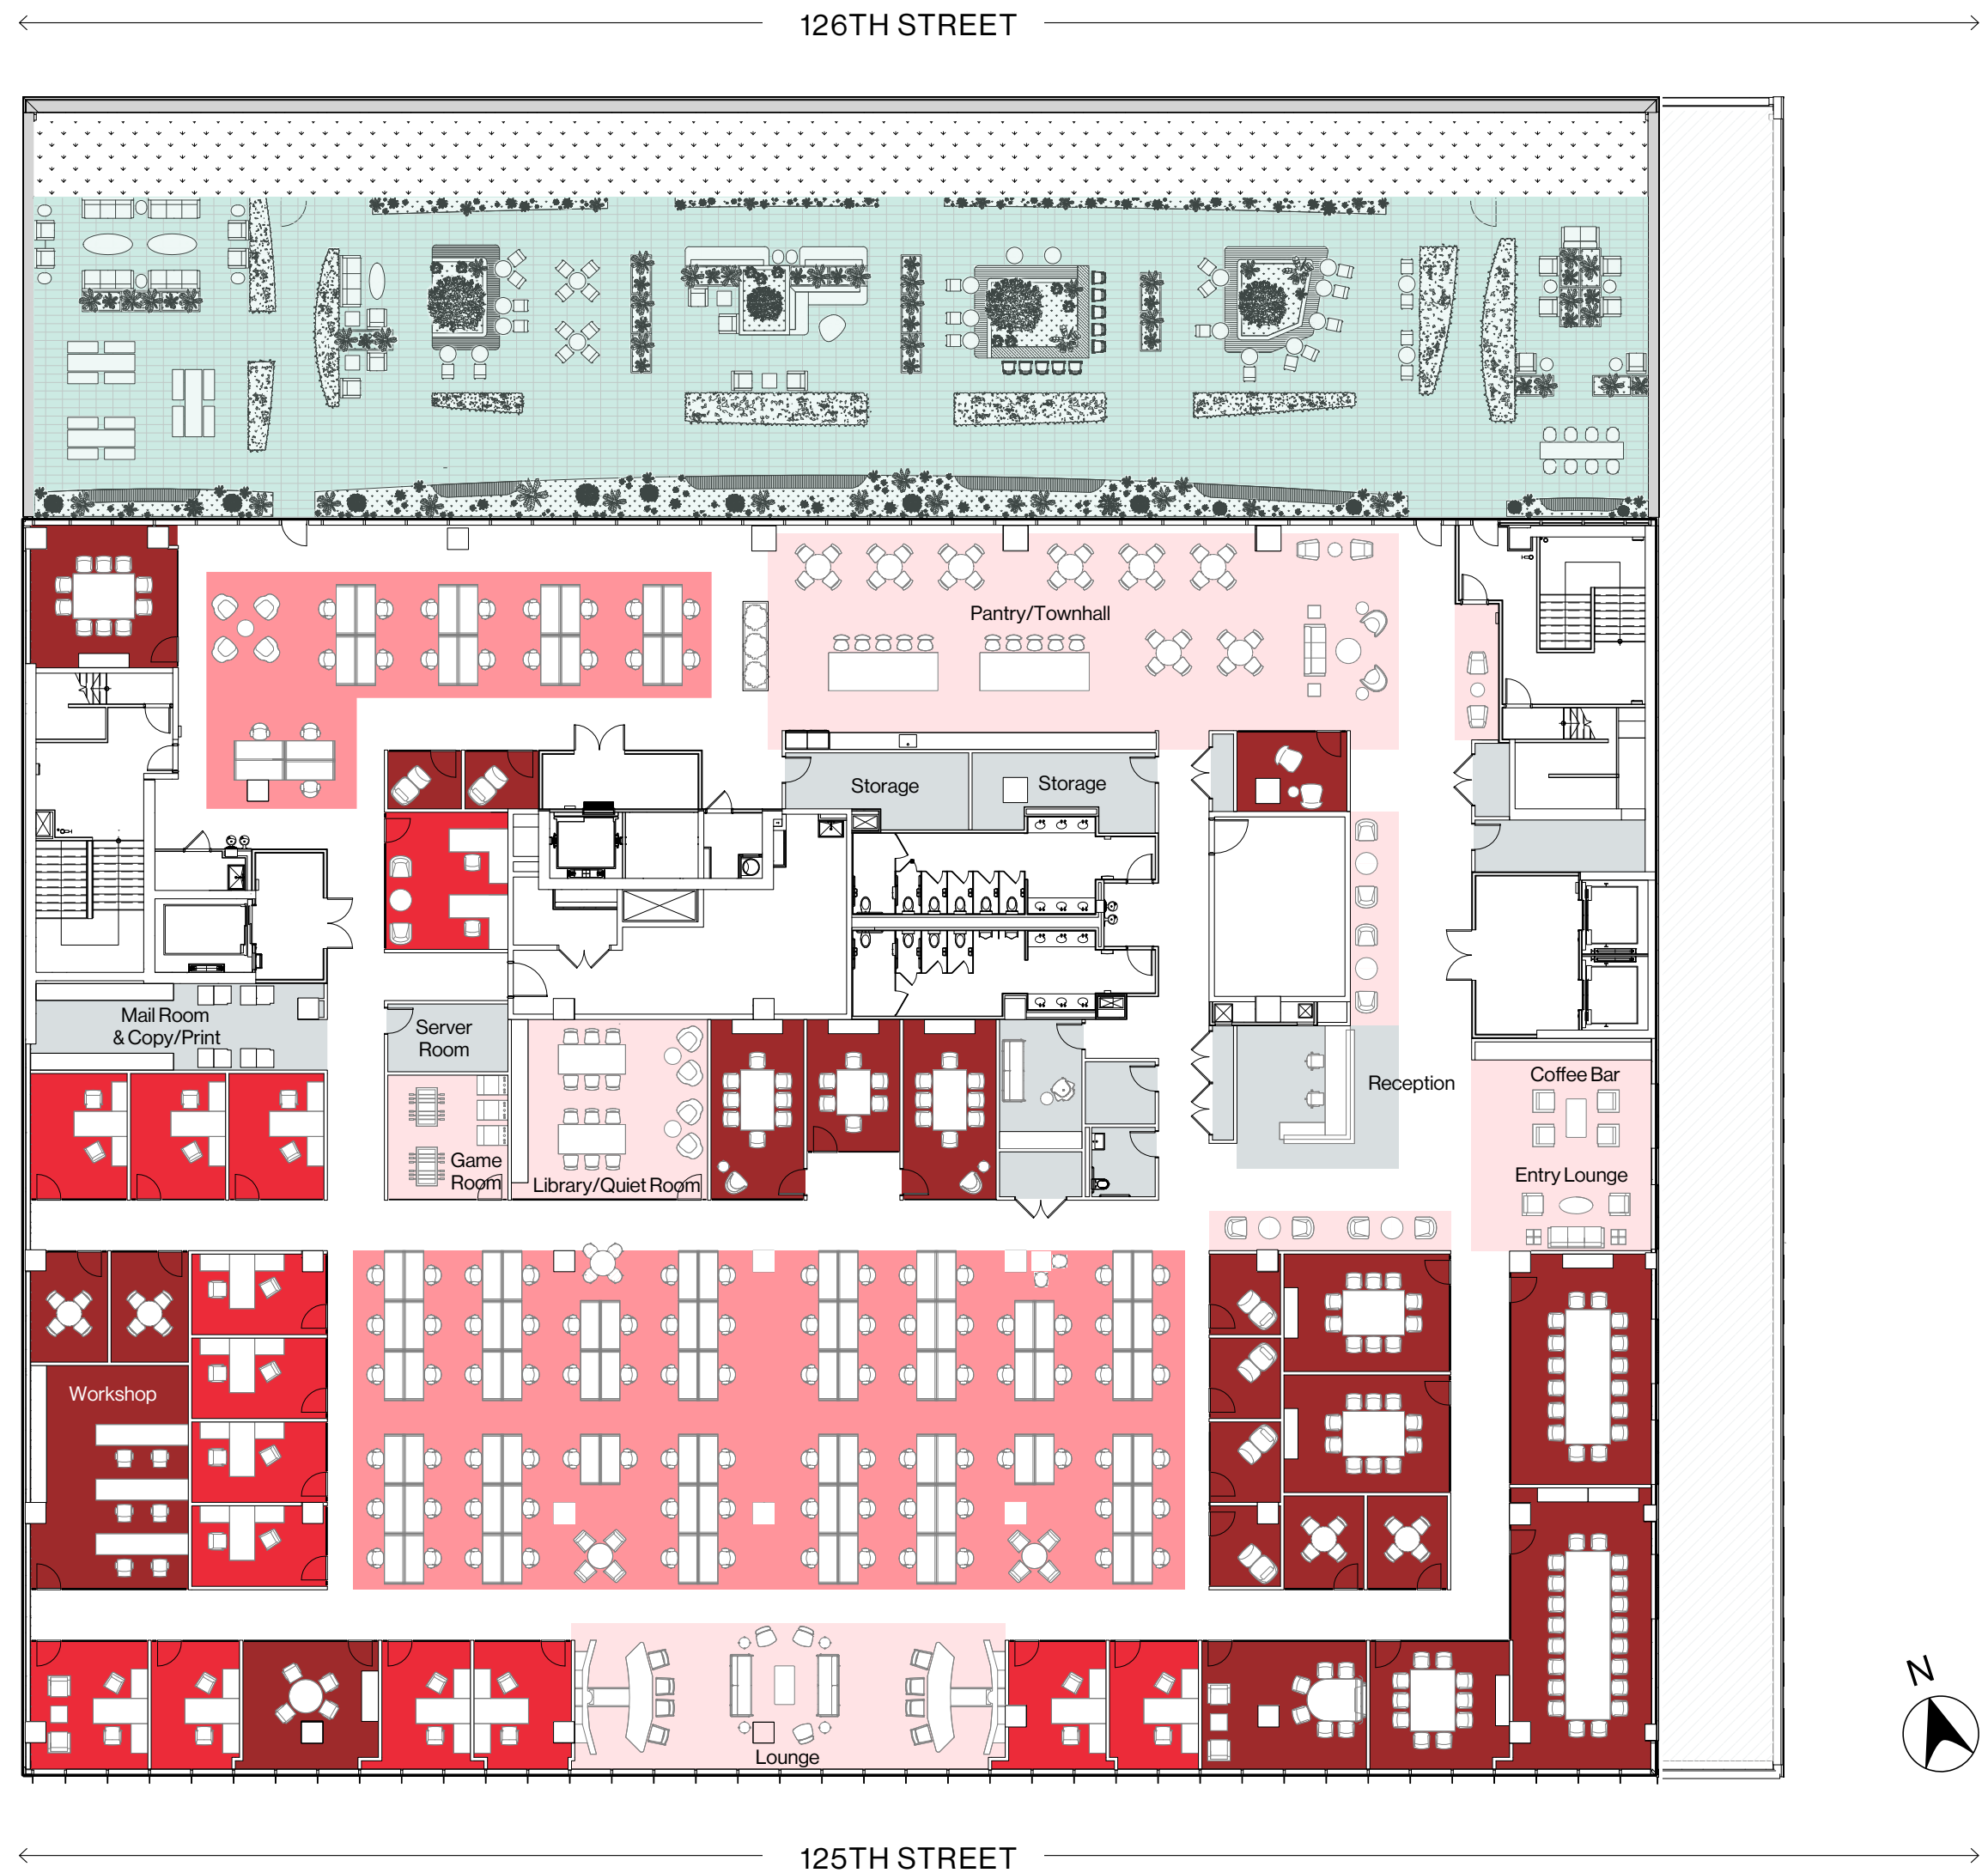 126TH STREET
Pantry/Townhall
Storage
Storage
Mail Room
& Copy/Print
Server
Room
Reception
Coffee Bar
Game
Room
Library/Quiet Room
Entry Lounge
Workshop
Lounge
N
125TH STREET